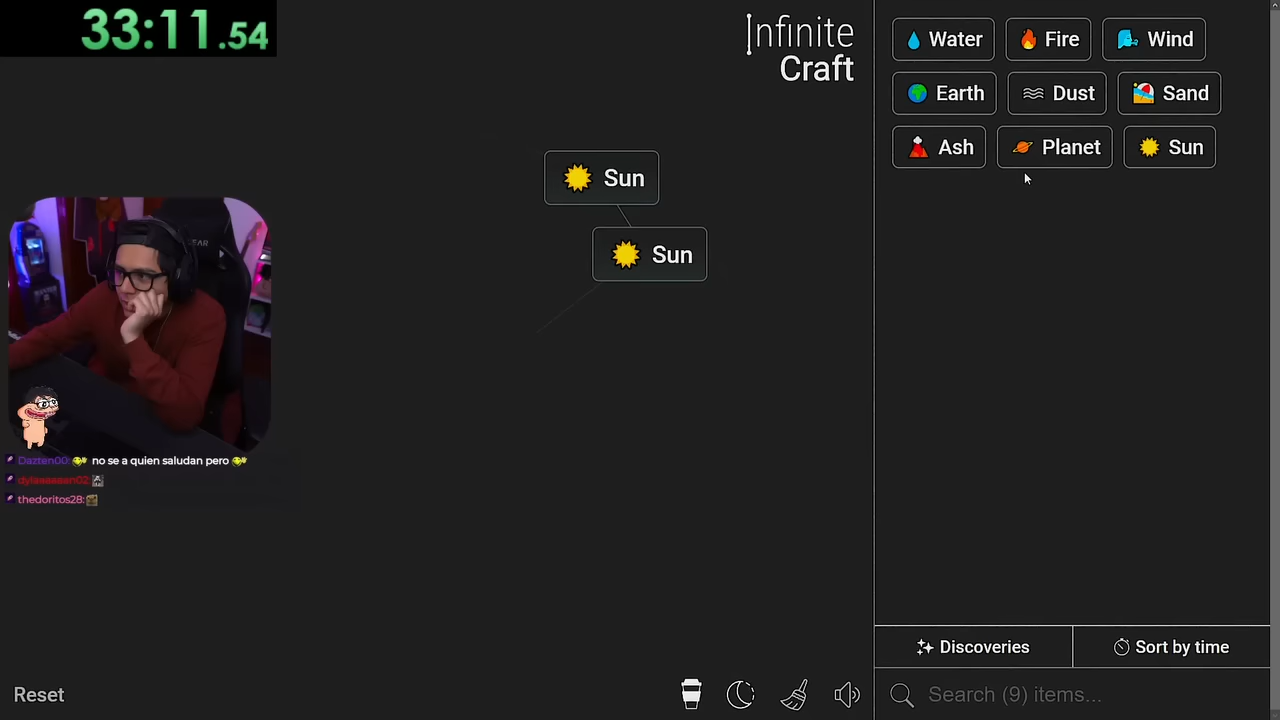 33:11.54
Infinite
Craft
Water
Fire
Wind
Earth
Dust
Sand
Ash
Planet
Sun
Sun
Sun
Dazten00: no se a quien saludan pero
thedoritos28:
Discoveries
Sort by time
Reset
Search (9) items...